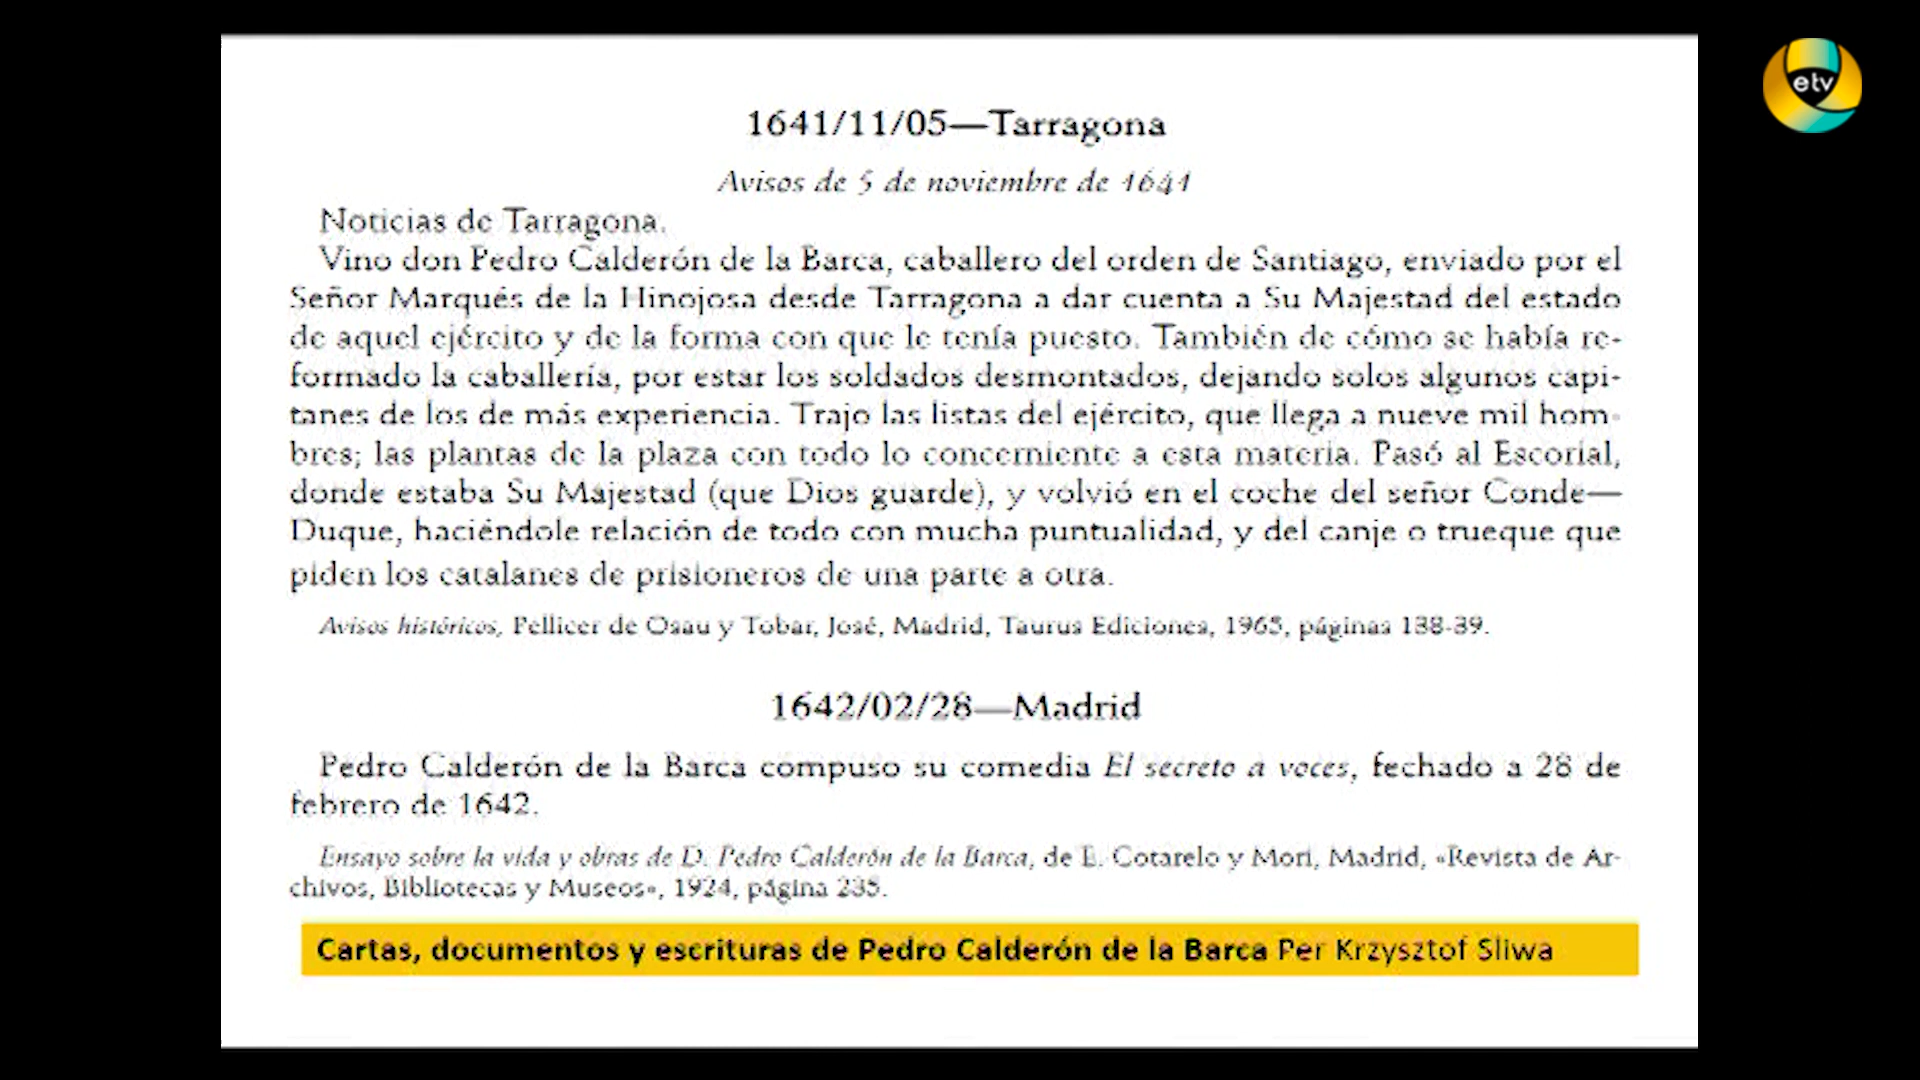 etv
1641/11/05—Tarragona
Avisos de 5 de noviembre de 1641
Noticias de Tarragona.
Vino don Pedro Calderón de la Barca, caballero del orden de Santiago, enviado por el
Señor Marqués de la Hinojosa desde Tarragona a dar cuenta a Su Majestad del estado
de aquel ejército y de la forma con que le tenía puesto. También de cómo se había re-
formado la caballería, por estar los soldados desmontados, dejando solos algunos capi-
tanes de los de más experiencia. Trajo las listas del ejército, que llega a nueve mil hom-
bres; las plantas de la plaza con todo lo concerniente a esta materia. Pasó al Escorial,
donde estaba Su Majestad (que Dios guarde), y volvió en el coche del señor Conde—
Duque, haciéndole relación de todo con mucha puntualidad, y del canje o trueque que
piden los catalanes de prisioneros de una parte a otra.
Avisos históricos, Pellicer de Osau y Tobar, José, Madrid, Taurus Ediciones, 1965, páginas 138-39.
1642/02/28—Madrid
Pedro Calderón de la Barca compuso su comedia El secreto a voces, fechado a 28 de
febrero de 1642.
Ensayo sobre la vida y obras de D. Pedro Calderón de la Barca, de E. Cotarelo y Mori, Madrid, «Revista de Ar-
chivos, Bibliotecas y Museos», 1924, página 235.
Cartas, documentos y escrituras de Pedro Calderón de la Barca Per Krzysztof Sliwa